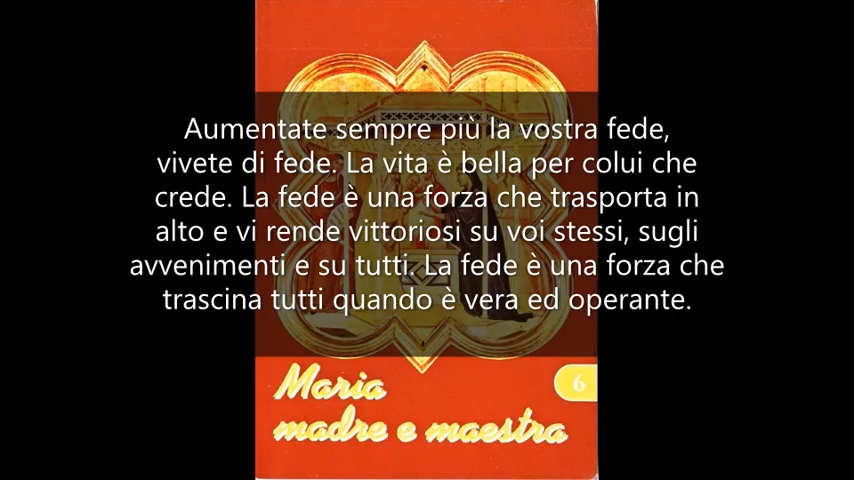 Aumentate sempre più la vostra fede,
vivete di fede. La vita è bella per colui che
crede. La fede è una forza che trasporta in
alto e vi rende vittoriosi su voi stessi, sugli
avvenimenti e su tutti. La fede è una forza che
trascina tutti quando è vera ed operante.
Maria
6
madre e maestra